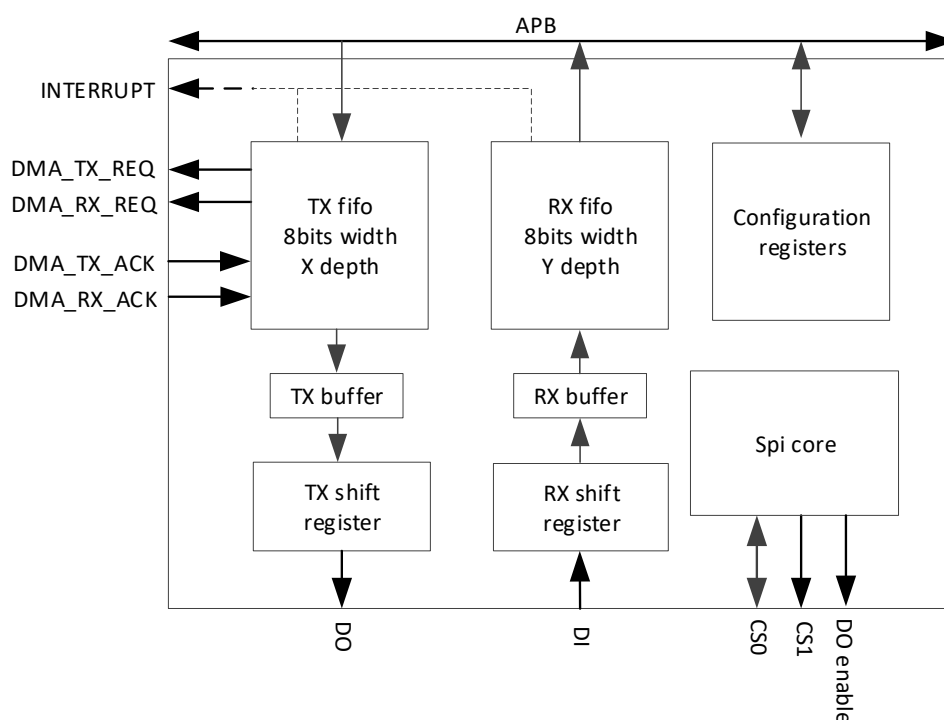 APB
INTERRUPT
DMA_TX_REQ
DMA_RX_REQ
DMA_TX_ACK
DMA_RX_ACK
TX fifo
8bits width
X depth
RX fifo
8bits width
Y depth
Configuration
registers
TX buffer
RX buffer
Spi core
TX shift
register
RX shift
register
DO
DI
CS0
CS1
DO enable